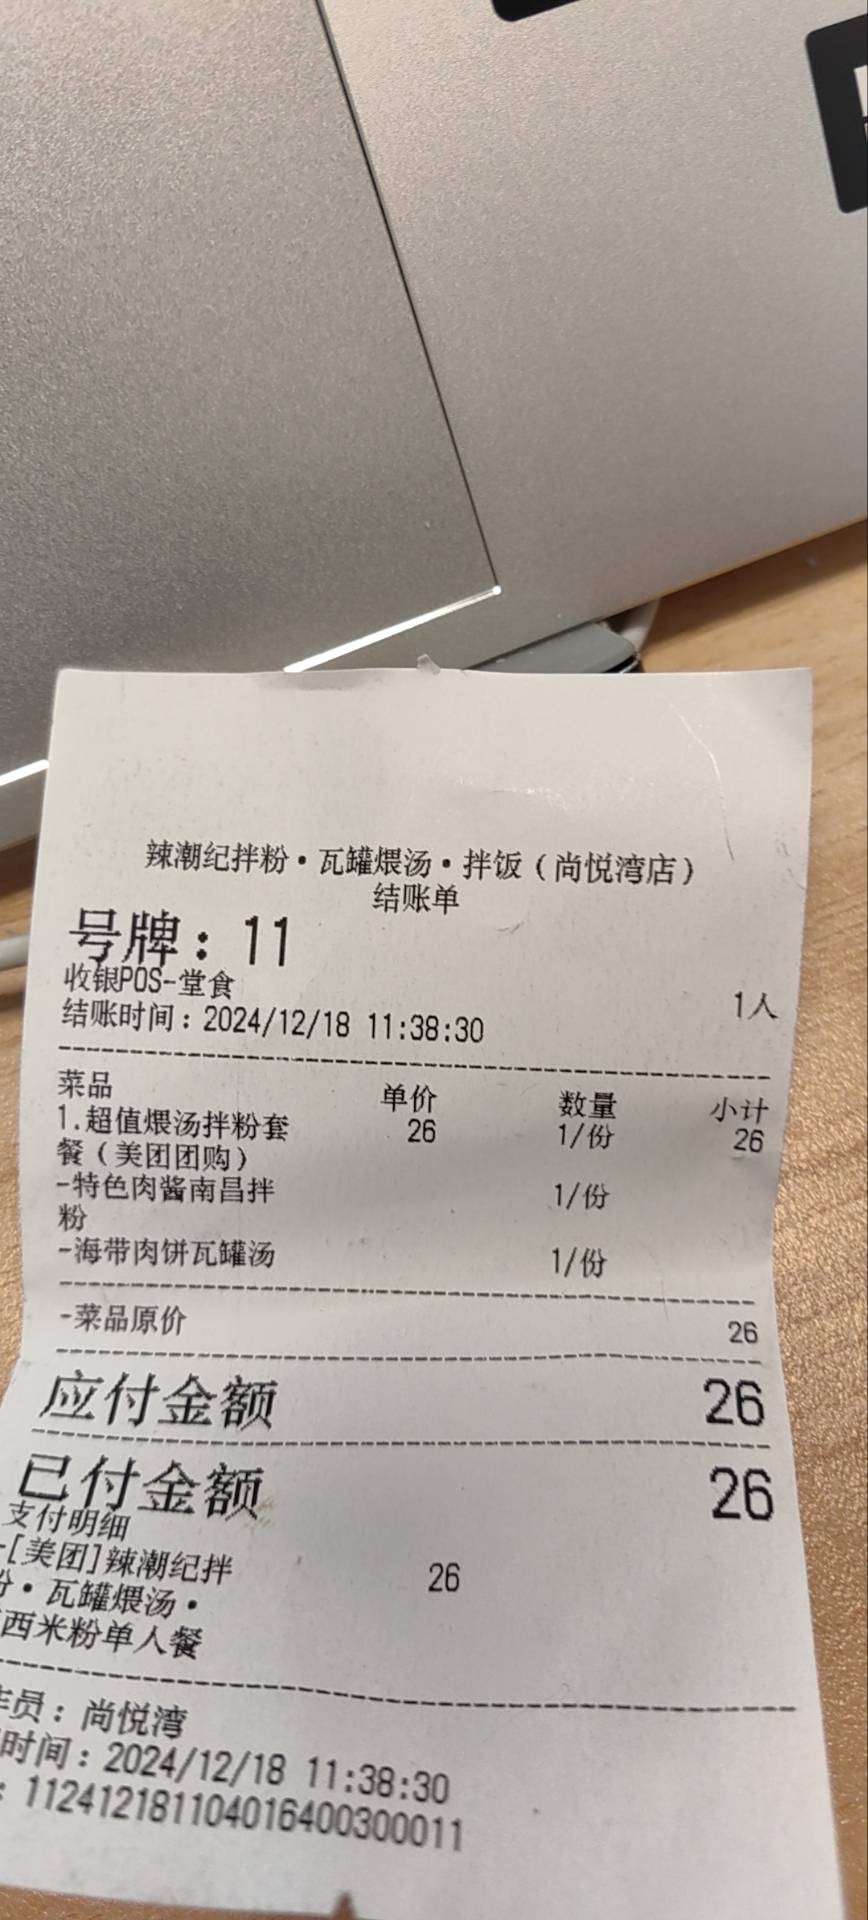 辣潮纪拌粉·瓦罐煨汤·拌饭(尚悦湾店)
结账单
号牌: 11
收银POS-堂食 1人
结账时间: 2024/12/18 11:38:30
菜品 单价 数量 小计
1.超值煨汤拌粉套 26 1/份 26
餐(美团团购)
-特色肉酱南昌拌 1/份
粉
-海带肉饼瓦罐汤 1/份
-菜品原价 26
应付金额 26
已付金额 26
支付明细
-[美团]辣潮纪拌 26
粉·瓦罐煨汤·
西米粉单人餐
员: 尚悦湾
时间: 2024/12/18 11:38:30
: 112412181104016400300011